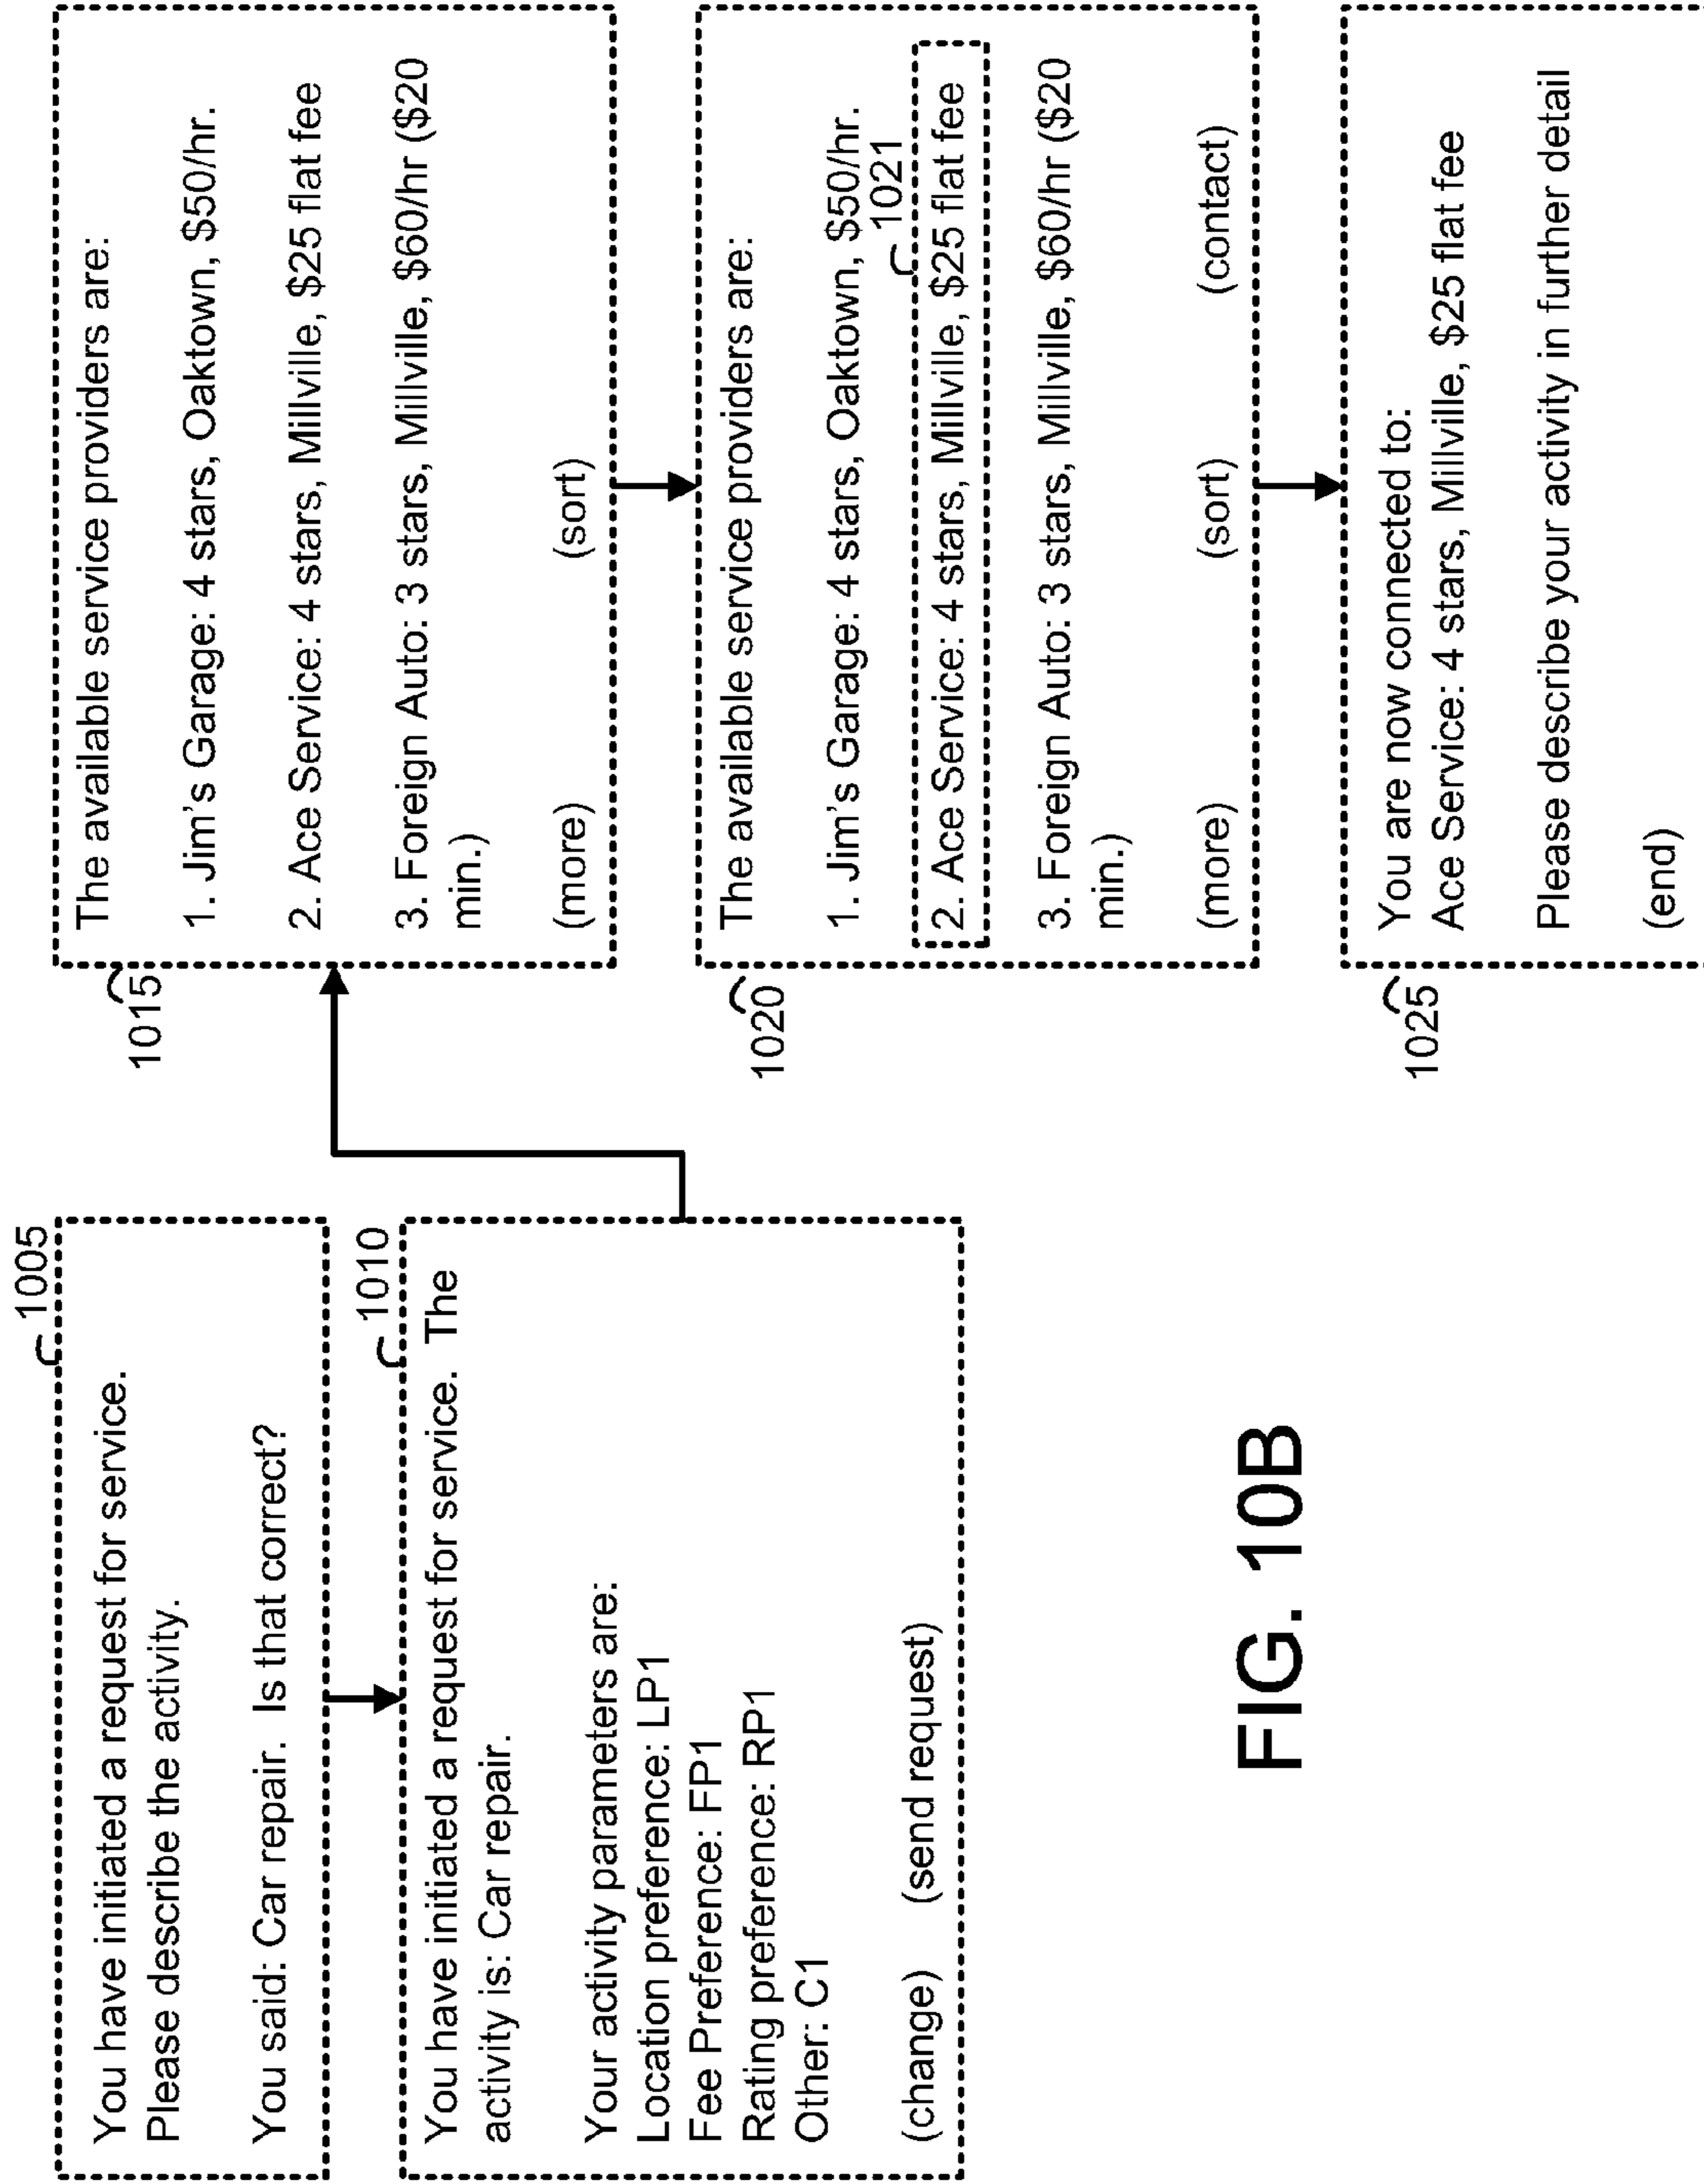 1005
You have initiated a request for service.
Please describe the activity.
You said: Car repair.  Is that correct?
1010
You have initiated a request for service.  The
activity is: Car repair.
Your activity parameters are:
Location preference: LP1
Fee Preference: FP1
Rating preference: RP1
Other: C1
(change) (send request)
1015
The available service providers are:
1. Jim's Garage: 4 stars, Oaktown, $50/hr.
2. Ace Service: 4 stars, Millville, $25 flat fee
3. Foreign Auto: 3 stars, Millville, $60/hr ($20
min.)
(more) (sort)
1020
The available service providers are:
1. Jim's Garage: 4 stars, Oaktown, $50/hr.
1021
2. Ace Service: 4 stars, Millville, $25 flat fee
3. Foreign Auto: 3 stars, Millville, $60/hr ($20
min.)
(more) (sort) (contact)
1025
You are now connected to:
Ace Service: 4 stars, Millville, $25 flat fee
Please describe your activity in further detail
(end)
FIG. 10B